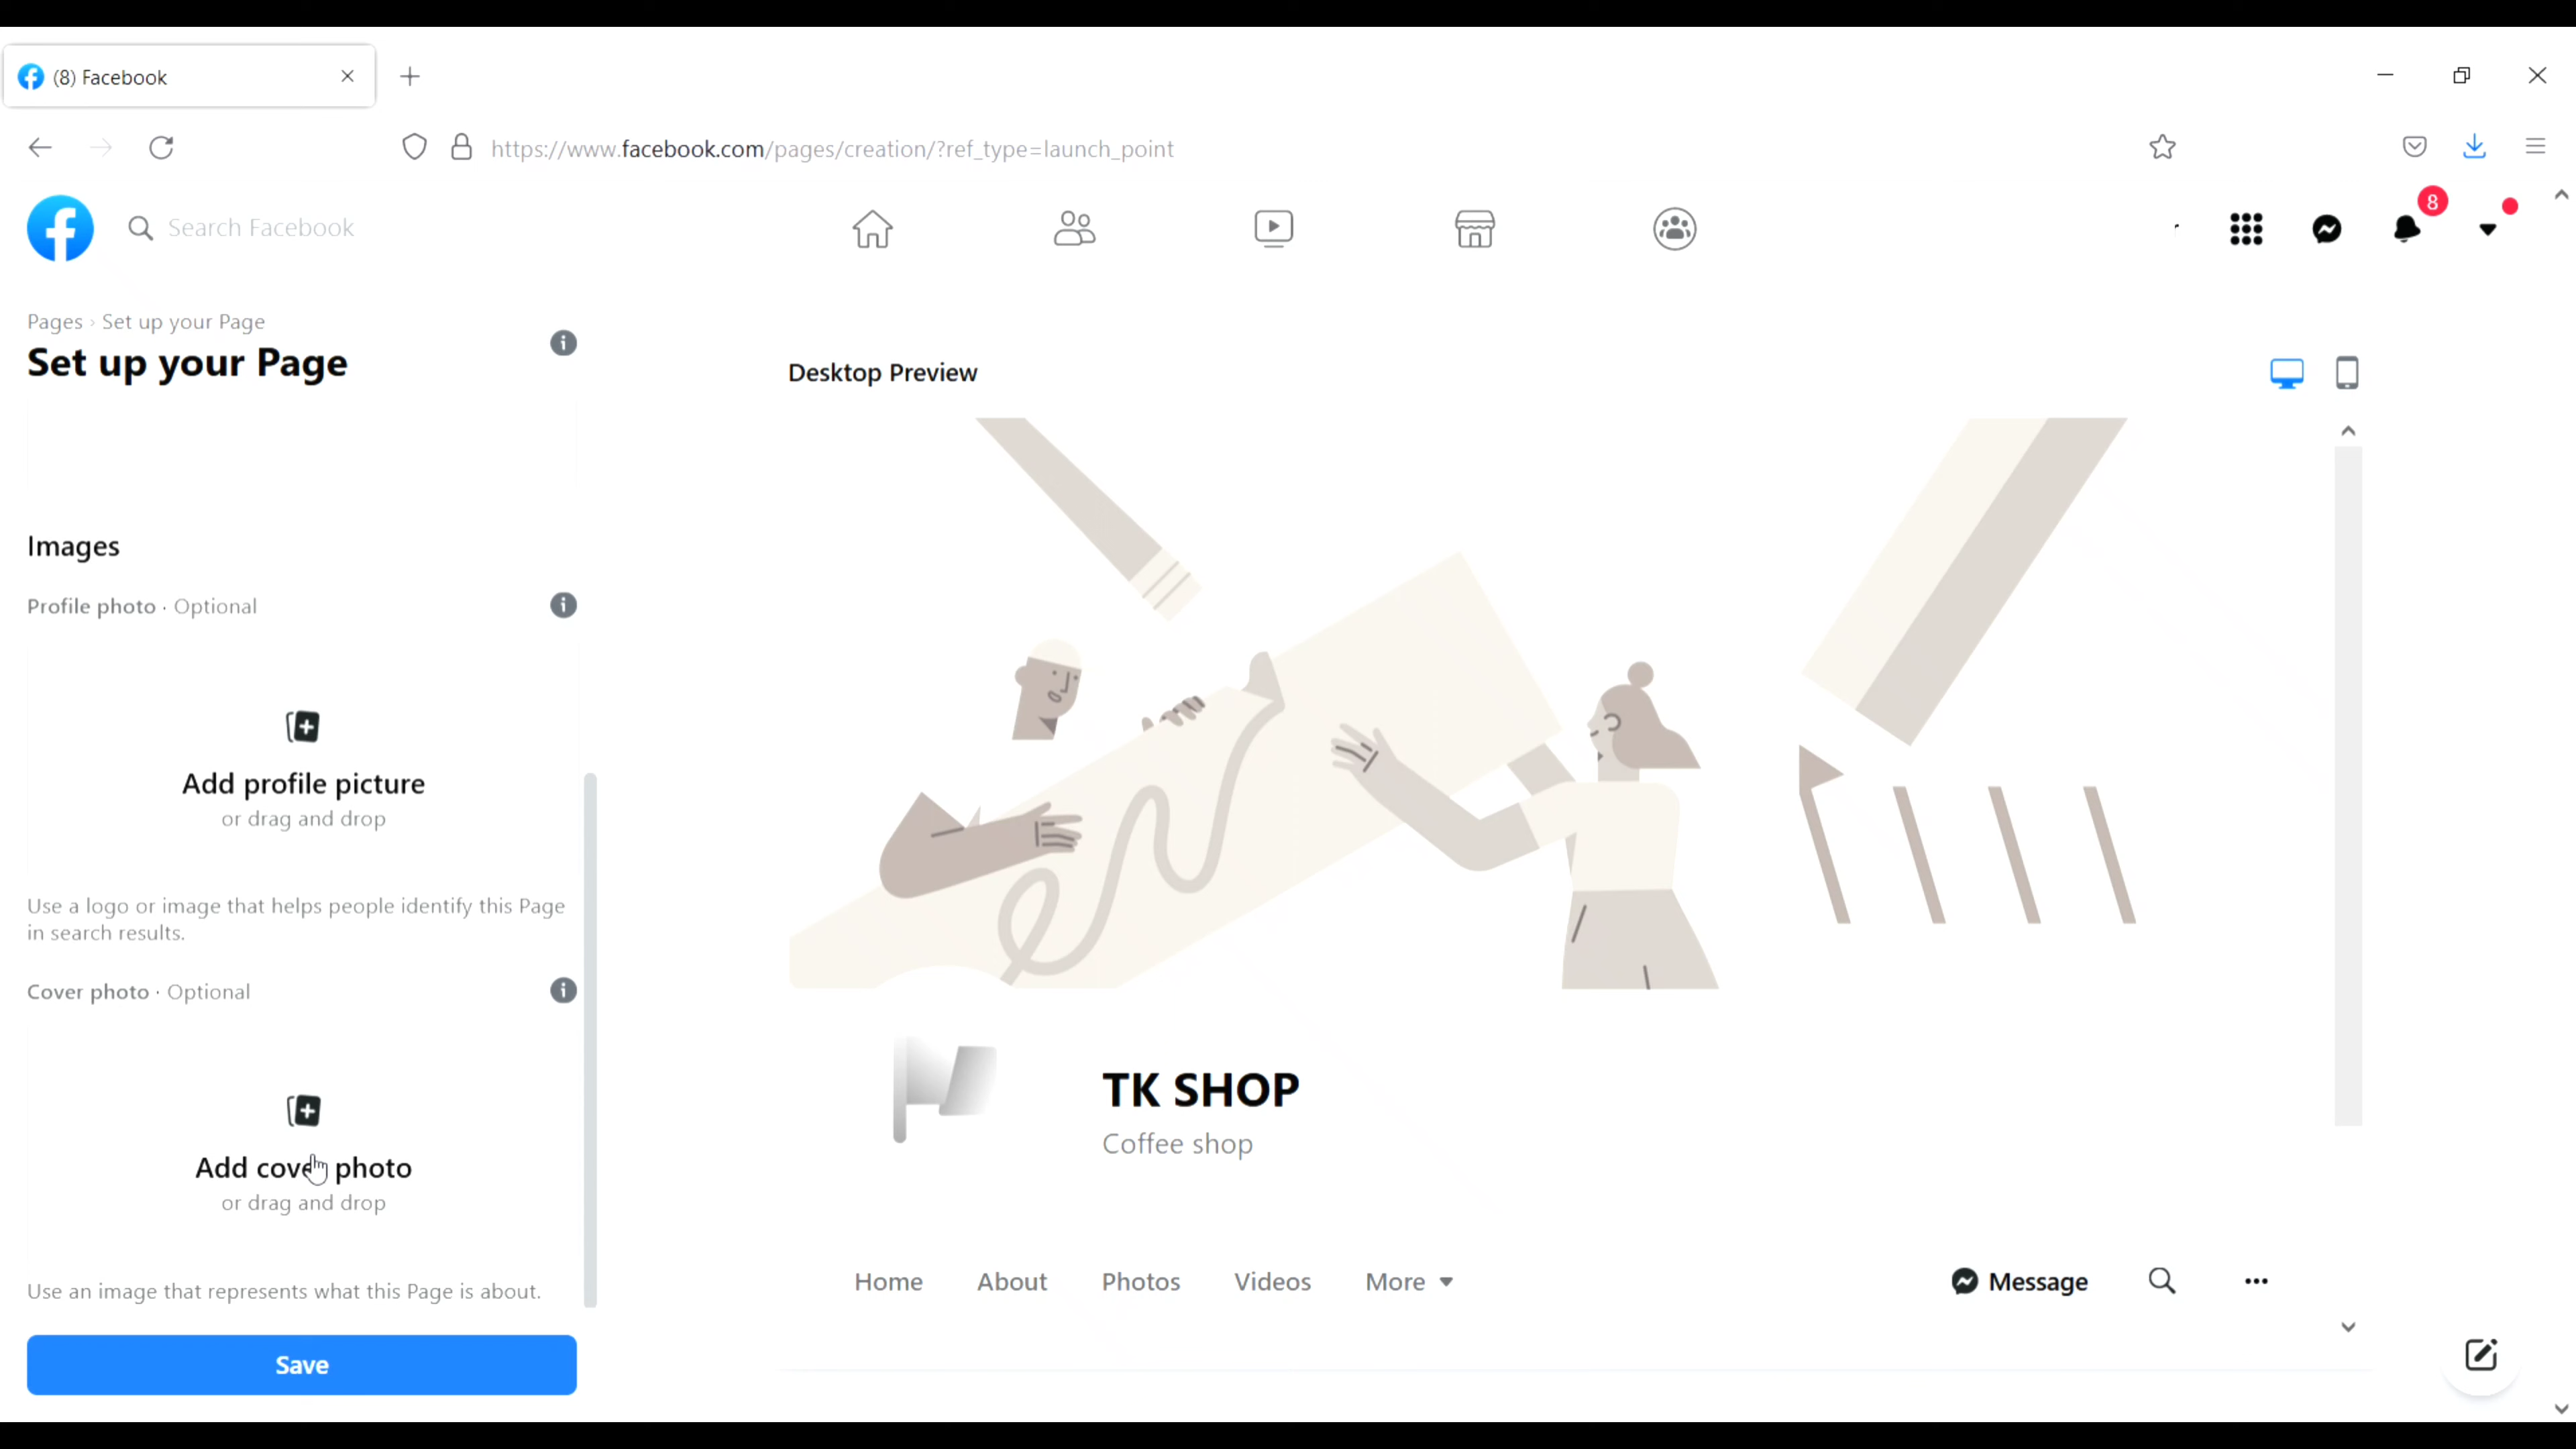 (8) Facebook
https://www.facebook.com/pages/creation/?ref_type=launch_point
Search Facebook
8
Pages › Set up your Page
Set up your Page
Desktop Preview
Images
Profile photo · Optional
Add profile picture
or drag and drop
Use a logo or image that helps people identify this Page
in search results.
Cover photo · Optional
Add cover photo
or drag and drop
Use an image that represents what this Page is about.
Save
TK SHOP
Coffee shop
Home About Photos Videos More
Message